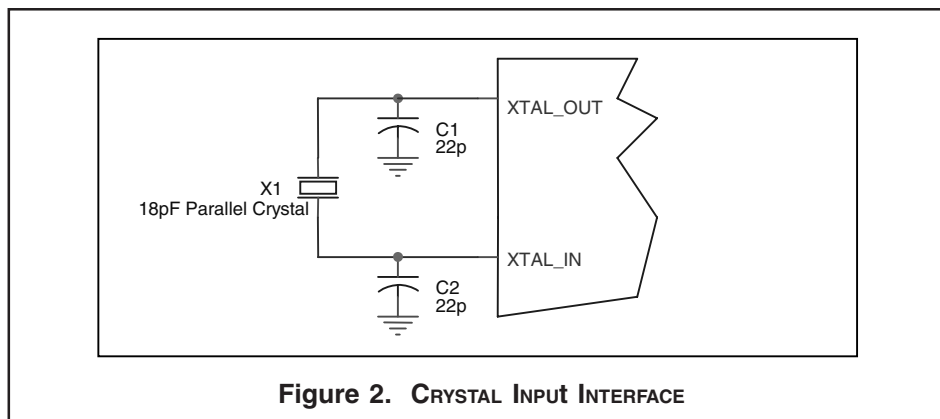 XTAL_OUT
C1
22p
X1
18pF Parallel Crystal
XTAL_IN
C2
22p
Figure 2. CRYSTAL INPUT INTERFACE